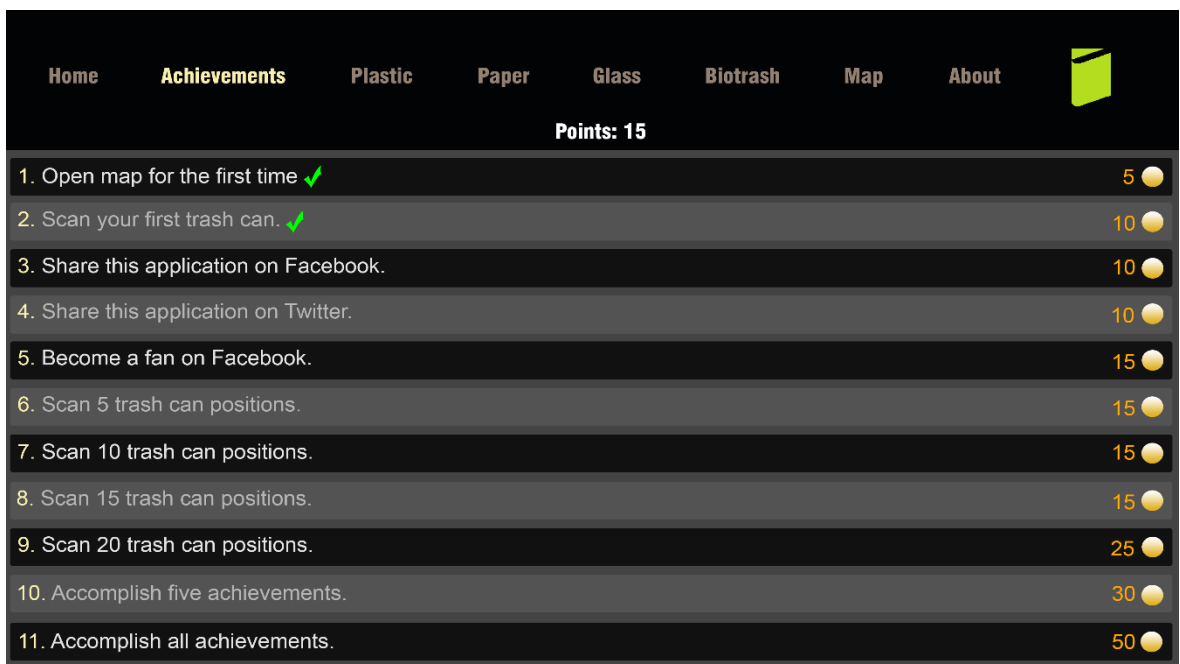 Home Achievements Plastic Paper Glass Biotrash Map About
Points: 15
1. Open map for the first time 5
2. Scan your first trash can. 10
3. Share this application on Facebook. 10
4. Share this application on Twitter. 10
5. Become a fan on Facebook. 15
6. Scan 5 trash can positions. 15
7. Scan 10 trash can positions. 15
8. Scan 15 trash can positions. 15
9. Scan 20 trash can positions. 25
10. Accomplish five achievements. 30
11. Accomplish all achievements. 50